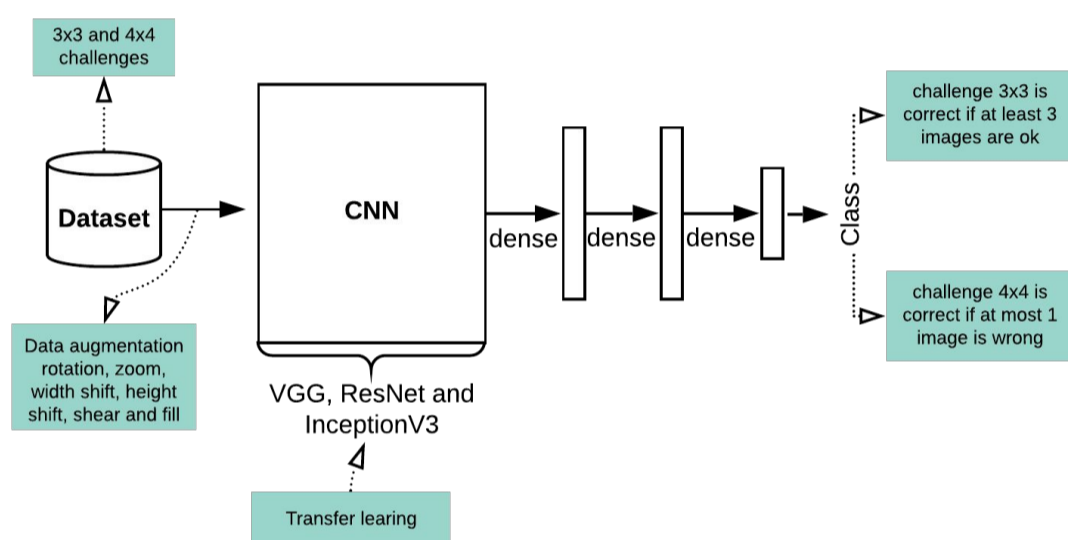 3x3 and 4x4
challenges
Dataset
Data augmentation
rotation, zoom,
width shift, height
shift, shear and fill
CNN
VGG, ResNet and
InceptionV3
Transfer learing
dense
dense
dense
Class
challenge 3x3 is
correct if at least 3
images are ok
challenge 4x4 is
correct if at most 1
image is wrong